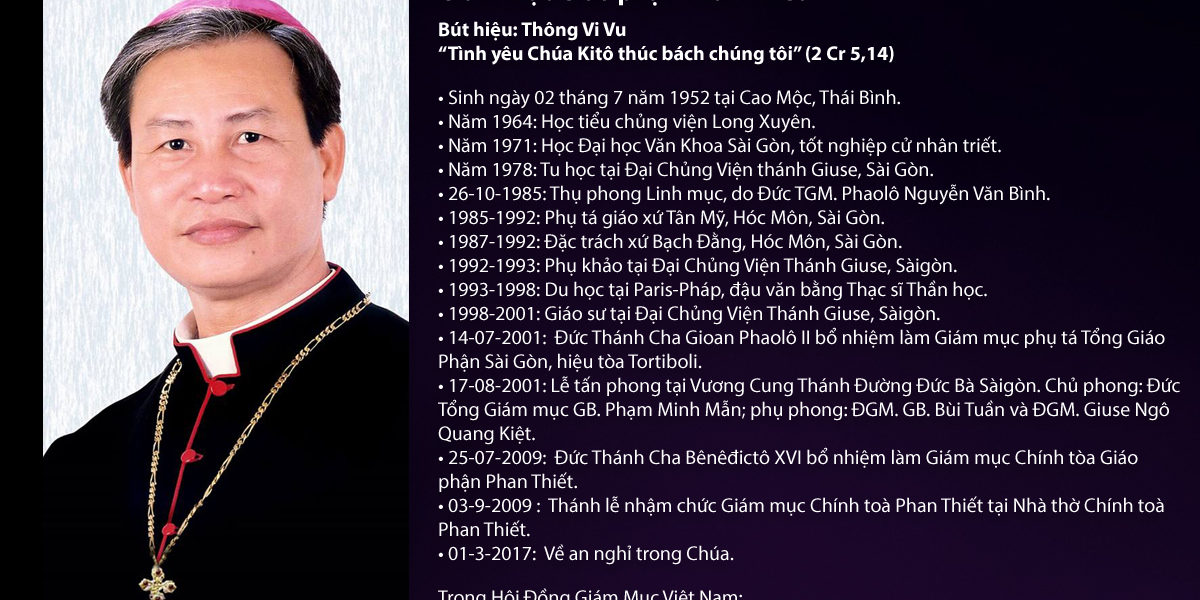 Bút hiệu: Thông Vi Vu
“Tình yêu Chúa Kitô thúc bách chúng tôi” (2 Cr 5,14)
• Sinh ngày 02 tháng 7 năm 1952 tại Cao Mộc, Thái Bình.
• Năm 1964: Học tiểu chủng viện Long Xuyên.
• Năm 1971: Học Đại học Văn Khoa Sài Gòn, tốt nghiệp cử nhân triết.
• Năm 1978: Tu học tại Đại Chủng Viện thánh Giuse, Sài Gòn.
• 26-10-1985: Thụ phong Linh mục, do Đức TGM. Phaolô Nguyễn Văn Bình.
• 1985-1992: Phụ tá giáo xứ Tân Mỹ, Hóc Môn, Sài Gòn.
• 1987-1992: Đặc trách xứ Bạch Đằng, Hóc Môn, Sài Gòn.
• 1992-1993: Phụ khảo tại Đại Chủng Viện Thánh Giuse, Sàigòn.
• 1993-1998: Du học tại Paris-Pháp, đậu văn bằng Thạc sĩ Thần học.
• 1998-2001: Giáo sư tại Đại Chủng Viện Thánh Giuse, Sàigòn.
• 14-07-2001: Đức Thánh Cha Gioan Phaolô II bổ nhiệm làm Giám mục phụ tá Tổng Giáo
Phận Sài Gòn, hiệu tòa Tortiboli.
• 17-08-2001: Lễ tấn phong tại Vương Cung Thánh Đường Đức Bà Sàigòn. Chủ phong: Đức
Tổng Giám mục GB. Phạm Minh Mẫn; phụ phong: ĐGM. GB. Bùi Tuần và ĐGM. Giuse Ngô
Quang Kiệt.
• 25-07-2009: Đức Thánh Cha Bênêđictô XVI bổ nhiệm làm Giám mục Chính tòa Giáo
phận Phan Thiết.
• 03-9-2009 : Thánh lễ nhậm chức Giám mục Chính toà Phan Thiết tại Nhà thờ Chính toà
Phan Thiết.
• 01-3-2017: Về an nghỉ trong Chúa.
Trong Hội Đồng Giám Mục Việt Nam: